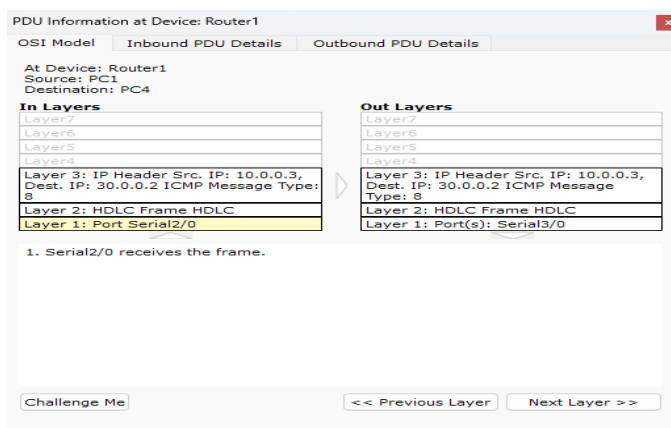 PDU Information at Device: Router1
OSI Model Inbound PDU Details Outbound PDU Details
At Device: Router1
Source: PC1
Destination: PC4
In Layers
Layer7
Layer6
Layer5
Layer4
Layer 3: IP Header Src. IP: 10.0.0.3,
Dest. IP: 30.0.0.2 ICMP Message Type:
8
Layer 2: HDLC Frame HDLC
Layer 1: Port Serial2/0
Out Layers
Layer7
Layer6
Layer5
Layer4
Layer 3: IP Header Src. IP: 10.0.0.3,
Dest. IP: 30.0.0.2 ICMP Message
Type: 8
Layer 2: HDLC Frame HDLC
Layer 1: Port(s): Serial3/0
1. Serial2/0 receives the frame.
Challenge Me << Previous Layer Next Layer >>